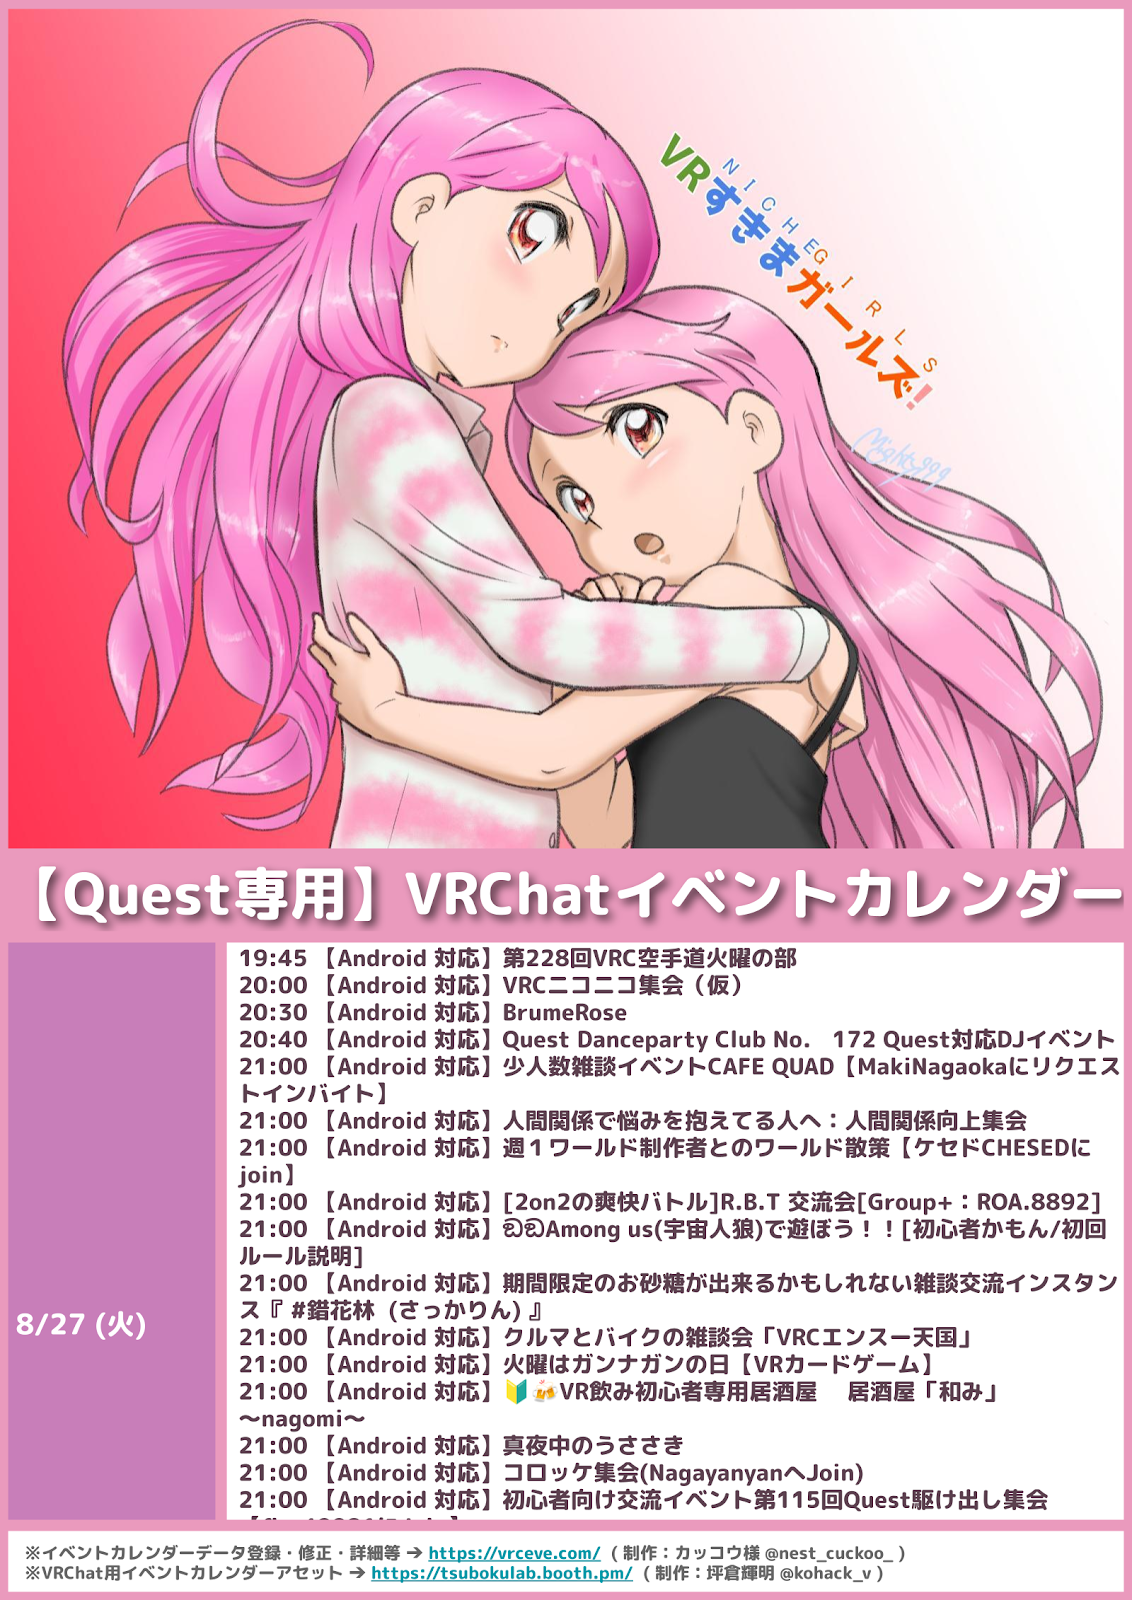 NICHE GIRLS
VRすきまガールズ!
Mighty999
【Quest専用】VRChatイベントカレンダー
8/27 (火)
19:45 【Android 対応】第228回VRC空手道火曜の部
20:00 【Android 対応】VRCニコニコ集会（仮）
20:30 【Android 対応】BrumeRose
20:40 【Android 対応】Quest Danceparty Club No. 172 Quest対応DJイベント
21:00 【Android 対応】少人数雑談イベントCAFE QUAD【MakiNagaokaにリクエス
トインバイト】
21:00 【Android 対応】人間関係で悩みを抱えてる人へ：人間関係向上集会
21:00 【Android 対応】週１ワールド制作者とのワールド散策【ケセドCHESEDに
join】
21:00 【Android 対応】[2on2の爽快バトル]R.B.T 交流会[Group+：ROA.8892]
21:00 【Android 対応】ඞඞAmong us(宇宙人狼)で遊ぼう！！[初心者かもん/初回
ルール説明]
21:00 【Android 対応】期間限定のお砂糖が出来るかもしれない雑談交流インスタン
ス『 #錯花林（さっかりん) 』
21:00 【Android 対応】クルマとバイクの雑談会「VRCエンスー天国」
21:00 【Android 対応】火曜はガンナガンの日【VRカードゲーム】
21:00 【Android 対応】🔰🍻VR飲み初心者専用居酒屋　居酒屋「和み」
〜nagomi〜
21:00 【Android 対応】真夜中のうささき
21:00 【Android 対応】コロッケ集会(NagayanyanへJoin)
21:00 【Android 対応】初心者向け交流イベント第115回Quest駆け出し集会
※イベントカレンダーデータ登録・修正・詳細等 → https://vrceve.com/ ( 制作：カッコウ様 @nest_cuckoo_ )
※VRChat用イベントカレンダーアセット → https://tsubokulab.booth.pm/ ( 制作：坪倉輝明 @kohack_v )